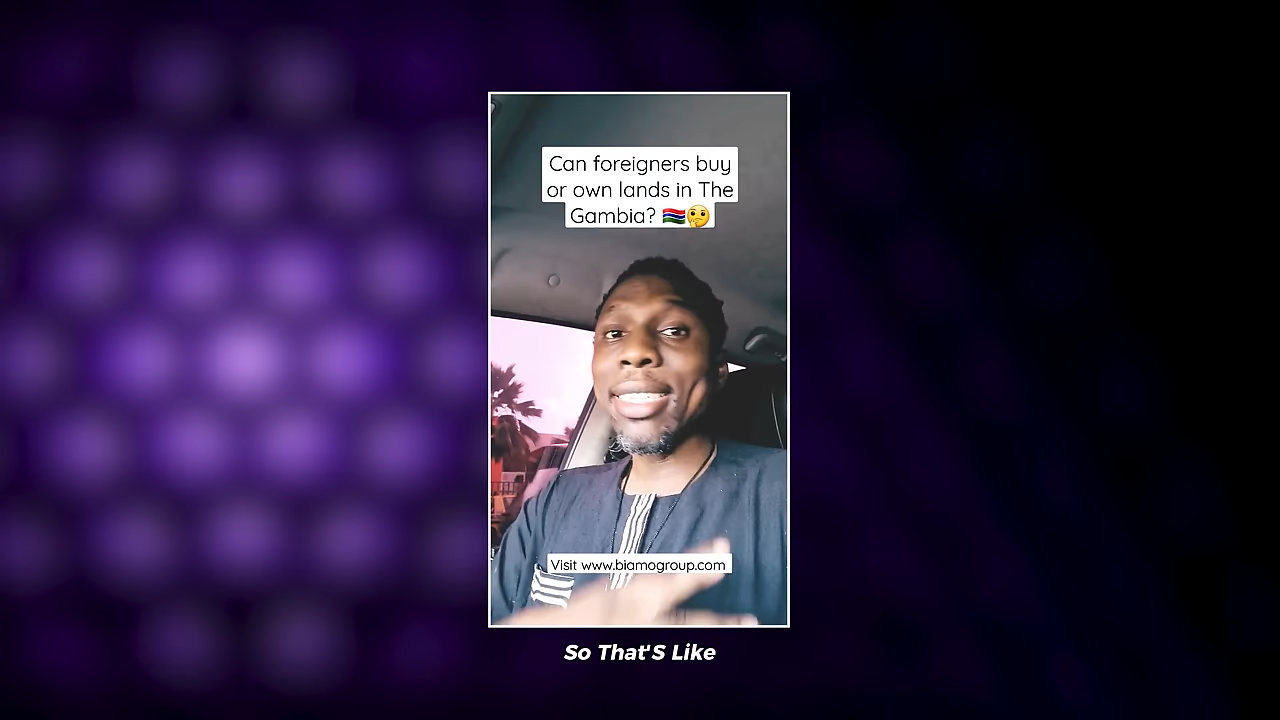 Can foreigners buy
or own lands in The
Gambia? 🇬🇲🤔
Visit www.biamogroup.com
So That'S Like